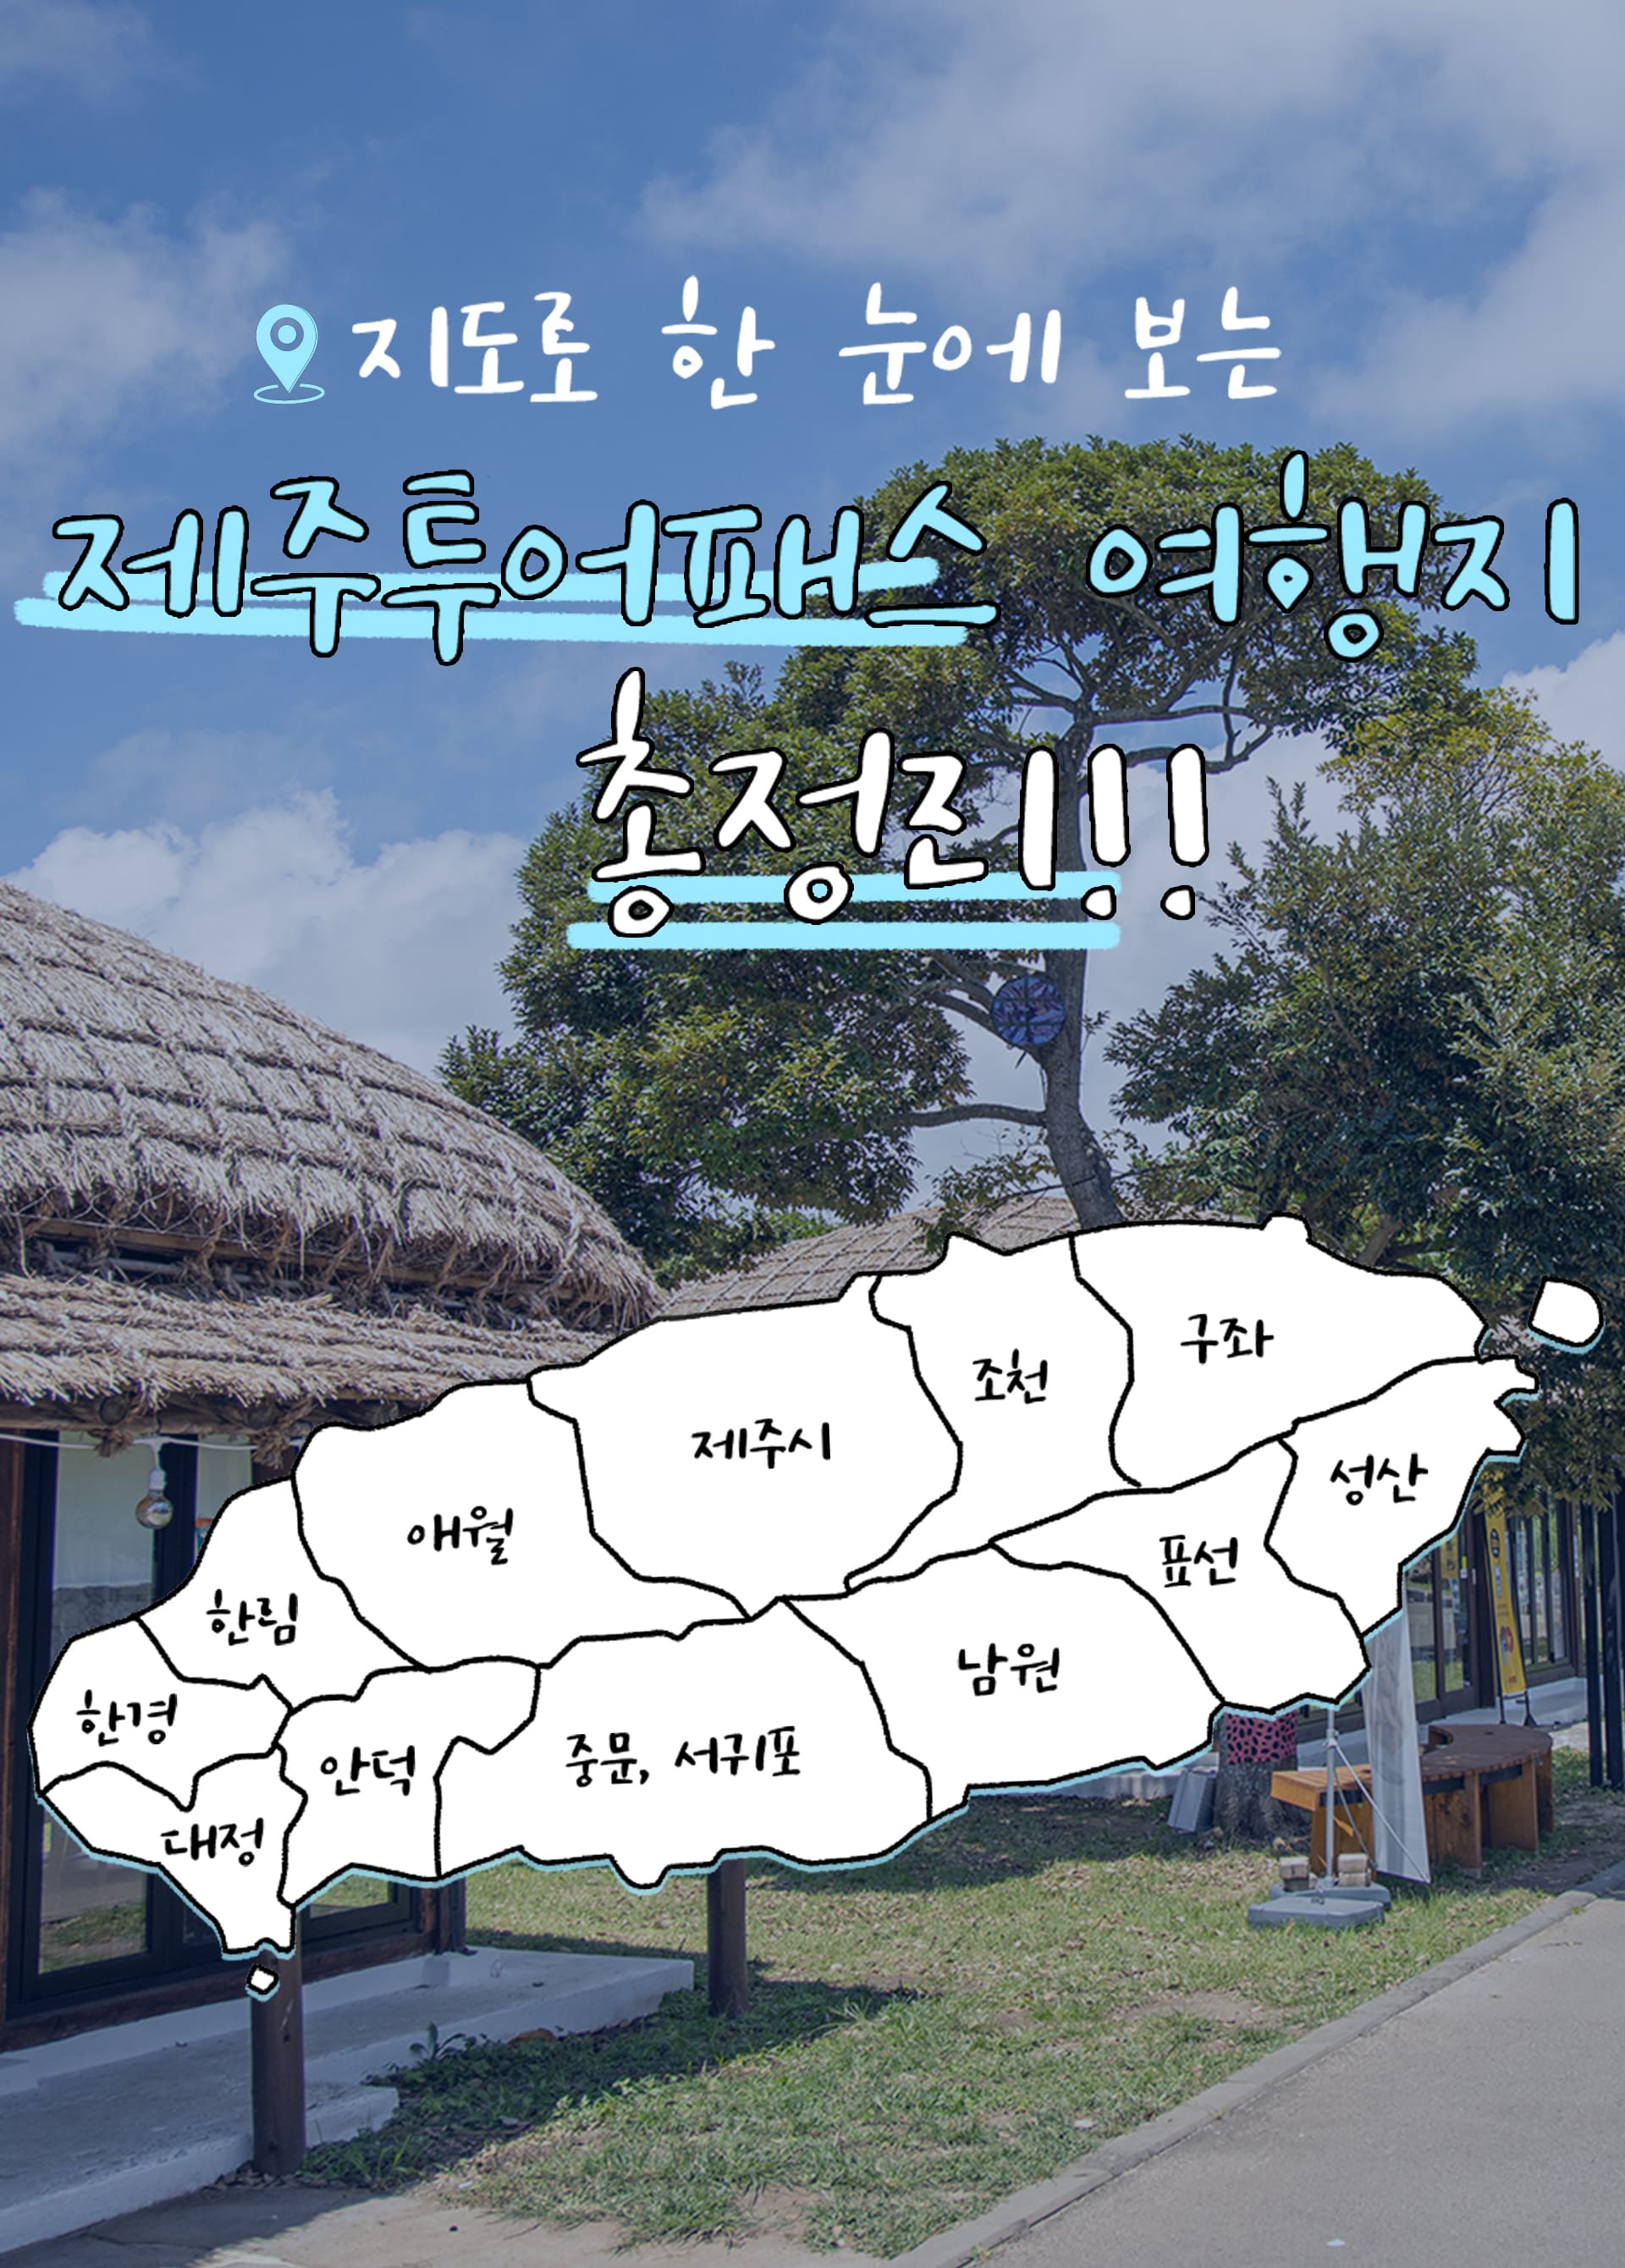 지도로 한 눈에 보는
제주투어패스 여행지
총정리!!
구좌
조천
제주시
성산
애월
표선
한림
남원
한경
안덕
중문, 서귀포
대정